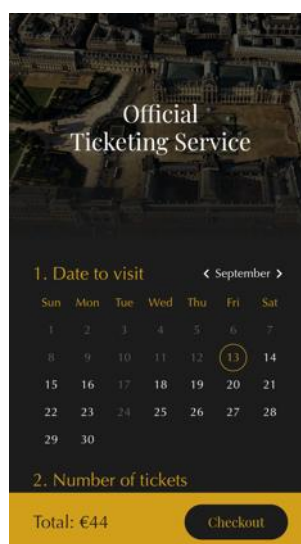 Official
Ticketing Service
1. Date to visit < September >
Sun Mon Tue Wed Thu Fri Sat
1 2 3 4 5 6 7
8 9 10 11 12 13 14
15 16 17 18 19 20 21
22 23 24 25 26 27 28
29 30
2. Number of tickets
Total: €44 Checkout